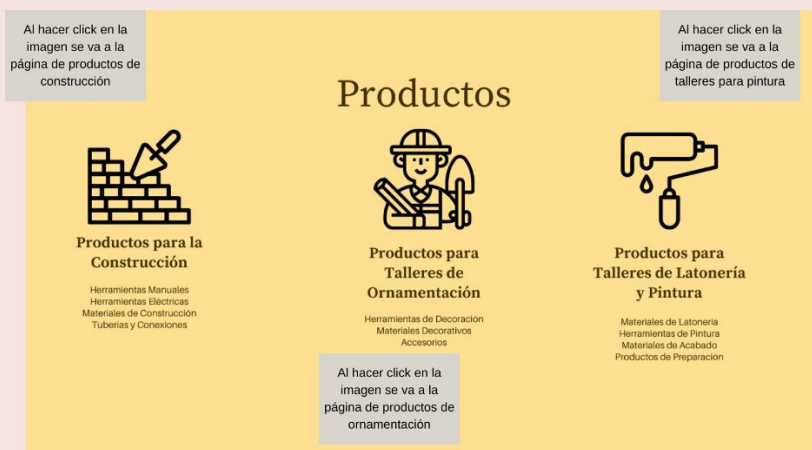 Al hacer click en la
imagen se va a la
página de productos de
construcción
Al hacer click en la
imagen se va a la
página de productos de
talleres para pintura
Productos
Productos para la
Construcción
Herramientas Manuales
Herramientas Electricas
Materiales de Construcción
Tuberias y Conexiones
Productos para
Talleres de
Ornamentación
Herramientas de Decoración
Materiales Decorativos
Accesorios
Productos para
Talleres de Latonería
y Pintura
Materiales de Latoneria
Herramientas de Pintura
Materiales de Acabado
Productos de Preparación
Al hacer click en la
imagen se va a la
página de productos de
ornamentación